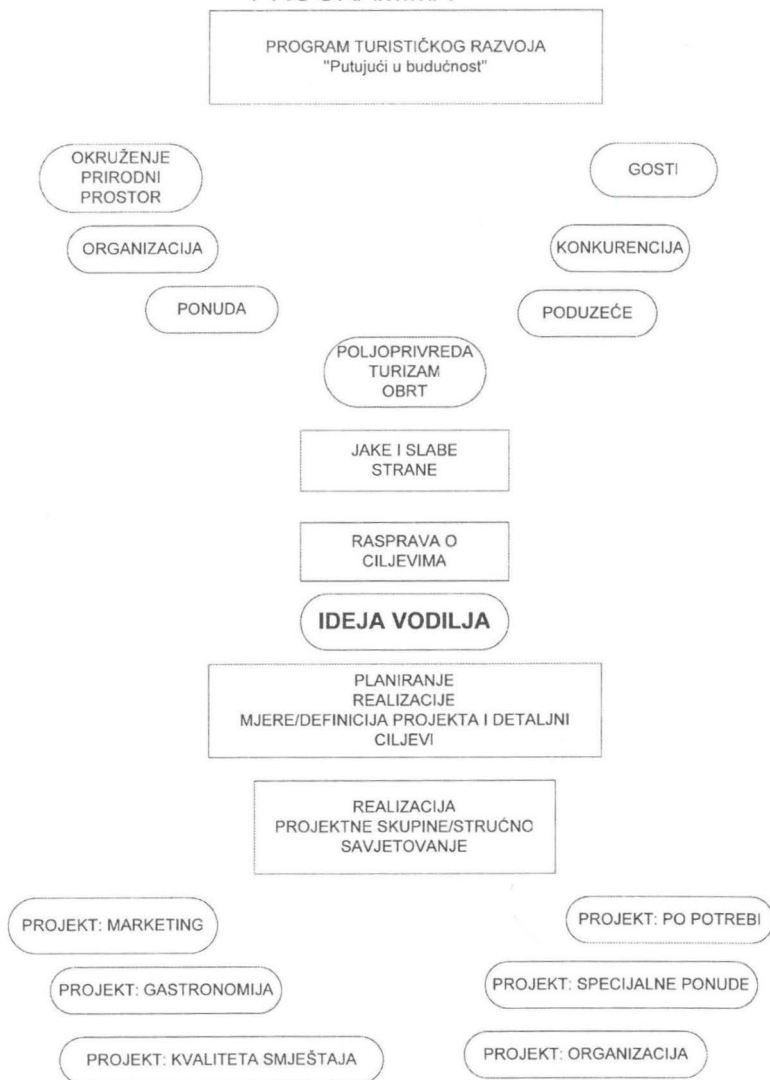 PROGRAM TURISTIČKOG RAZVOJA
"Putujući u budućnost"
OKRUŽENJE
PRIRODNI
PROSTOR
GOSTI
ORGANIZACIJA
KONKURENCIJA
PONUDA
PODUZEĆE
POLJOPRIVREDA
TURIZAM
OBRT
JAKE I SLABE
STRANE
RASPRAVA O
CILJEVIMA
IDEJA VODILJA
PLANIRANJE
REALIZACIJE
MJERE/DEFINICIJA PROJEKTA I DETALJNI
CILJEVI
REALIZACIJA
PROJEKTNE SKUPINE/STRUĆNO
SAVJETOVANJE
PROJEKT: MARKETING
PROJEKT: PO POTREBI
PROJEKT: GASTRONOMIJA
PROJEKT: SPECIJALNE PONUDE
PROJEKT: KVALITETA SMJEŠTAJA
PROJEKT: ORGANIZACIJA